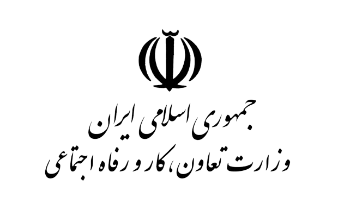 جمهوری اسلامی ایران
وزارت تعاون، کار و رفاه اجتماعی